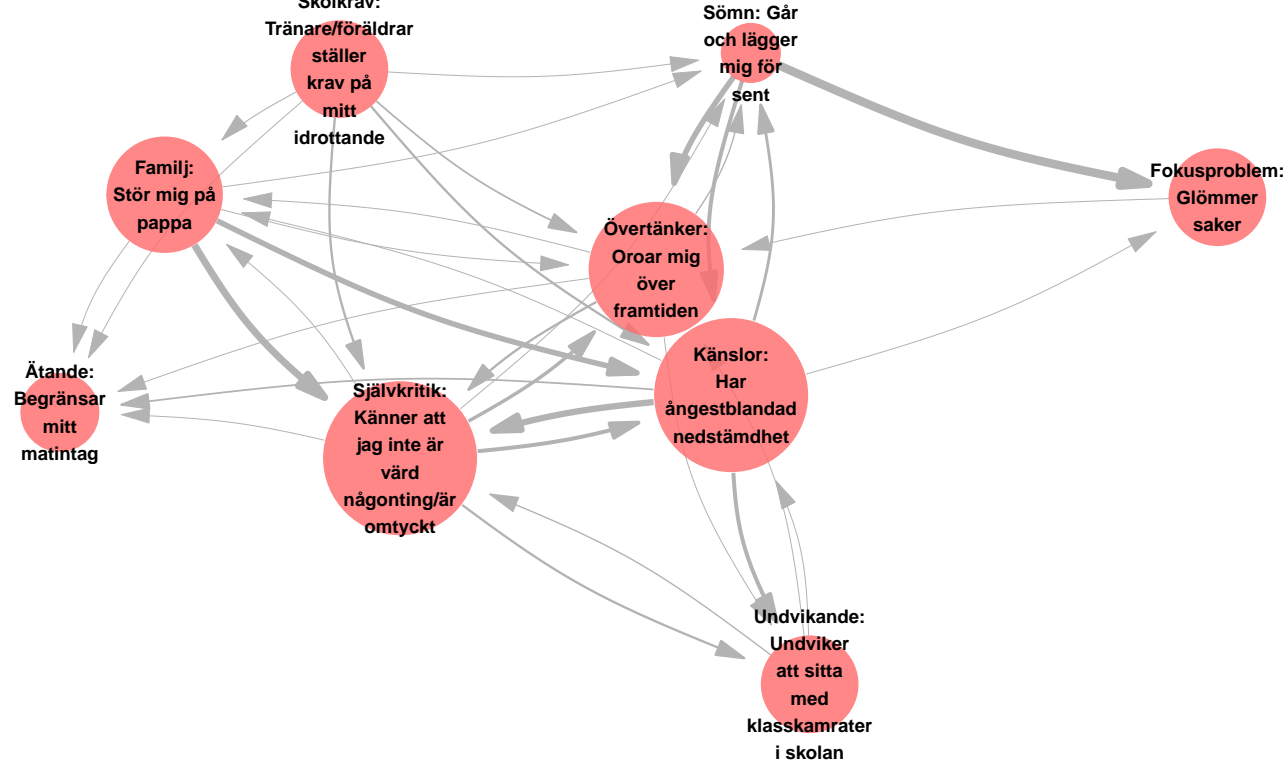 Skolkrav:
Tränare/föräldrar
ställer
krav på
mitt
idrottande
Sömn: Går
och lägger
mig för
sent
Familj:
Stör mig på
pappa
Fokusproblem:
Glömmer
saker
Övertänker:
Oroar mig
över
framtiden
Känslor:
Har
ångestblandad
nedstämdhet
Ätande:
Begränsar
mitt
matintag
Självkritik:
Känner att
jag inte är
värd
någonting/är
omtyckt
Undvikande:
Undviker
att sitta
med
klasskamrater
i skolan